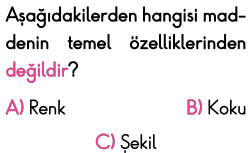 Aşağıdakilerden hangisi mad-
denin temel özelliklerinden
değildir?
A) Renk B) Koku
C) Şekil